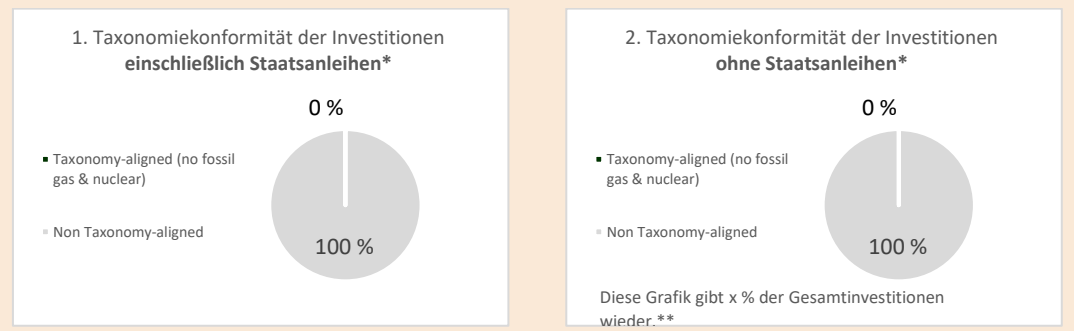 1. Taxonomiekonformität der Investitionen
einschließlich Staatsanleihen*
0 %
Taxonomy-aligned (no fossil
gas & nuclear)
Non Taxonomy-aligned
100 %
2. Taxonomiekonformität der Investitionen
ohne Staatsanleihen*
0 %
Taxonomy-aligned (no fossil
gas & nuclear)
Non Taxonomy-aligned
100 %
Diese Grafik gibt x % der Gesamtinvestitionen
wieder.**